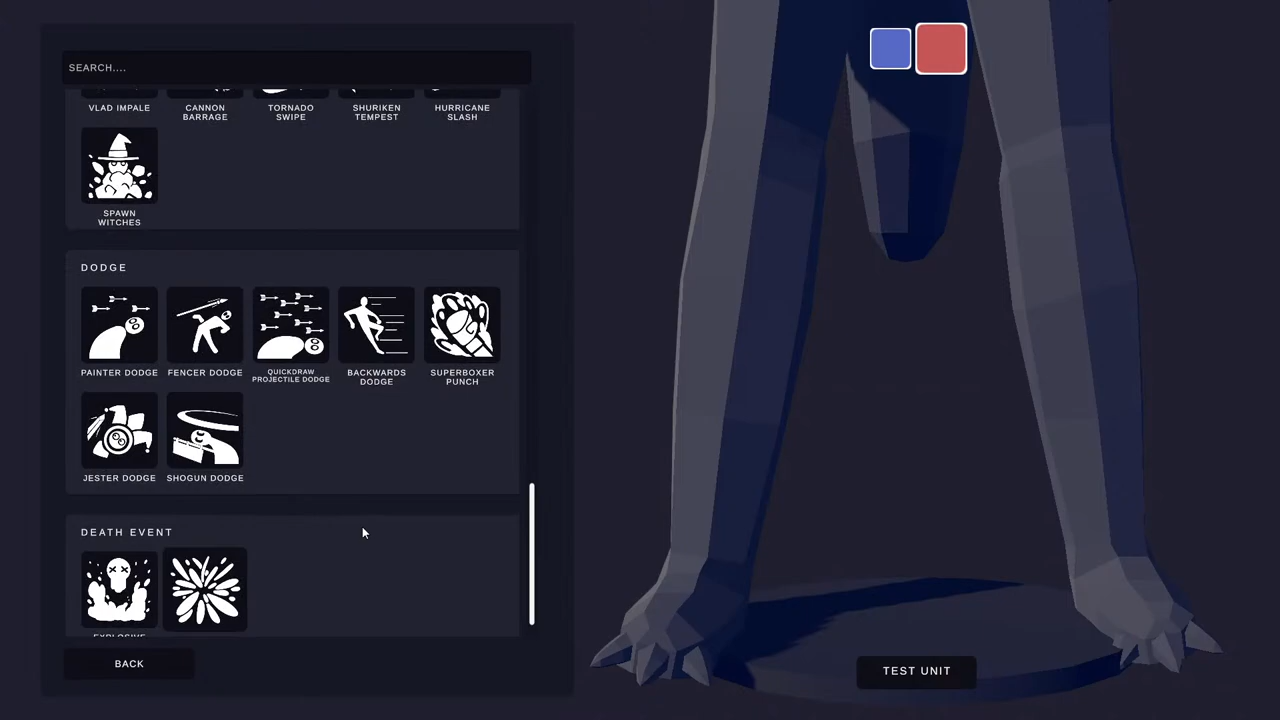 SEARCH....
VLAD IMPALE
CANNON
BARRAGE
TORNADO
SWIPE
SHURIKEN
TEMPEST
HURRICANE
SLASH
SPAWN
WITCHES
DODGE
PAINTER DODGE
FENCER DODGE
QUICKDRAW
PROJECTILE DODGE
BACKWARDS
DODGE
SUPERBOXER
PUNCH
JESTER DODGE
SHOGUN DODGE
DEATH EVENT
EXPLOSIVE
BACK
TEST UNIT